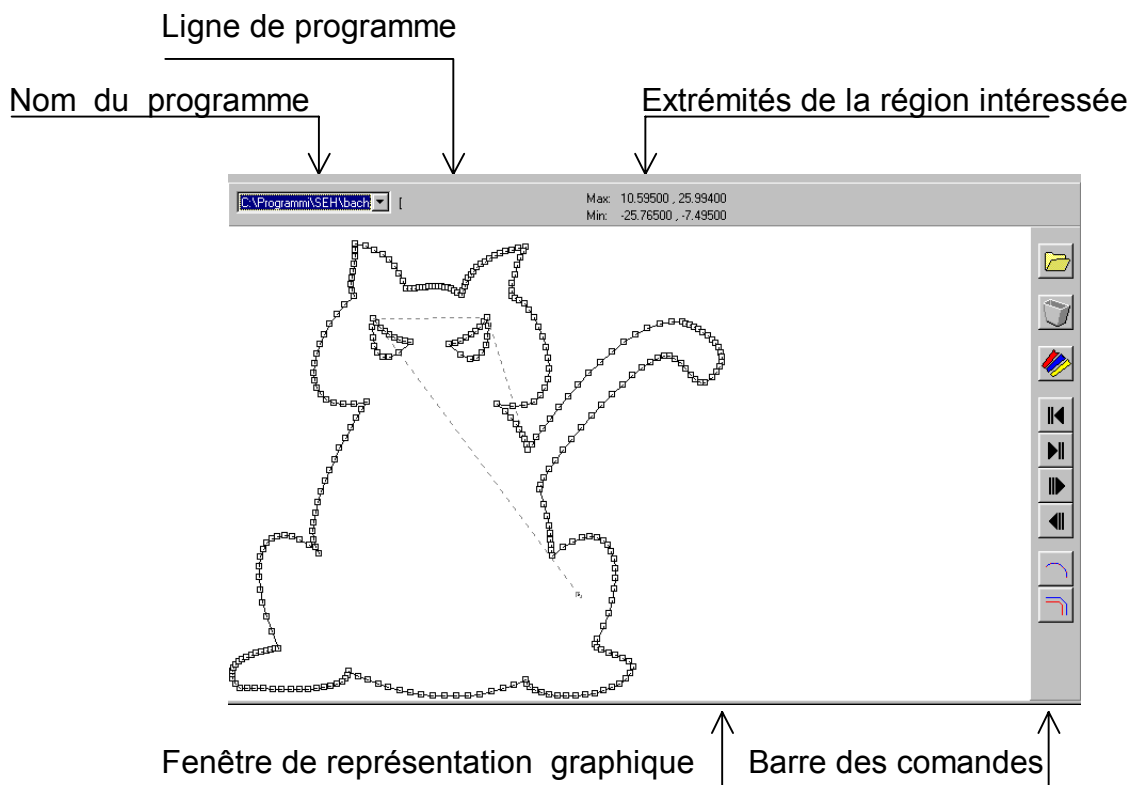 Ligne de programme
Nom du programme
Extrémités de la région intéressée
C:\Programmi\SEH\bach
[
Max: 10.59500 , 25.99400
Min: -25.76500 , -7.49500
Fenêtre de représentation graphique
Barre des comandes